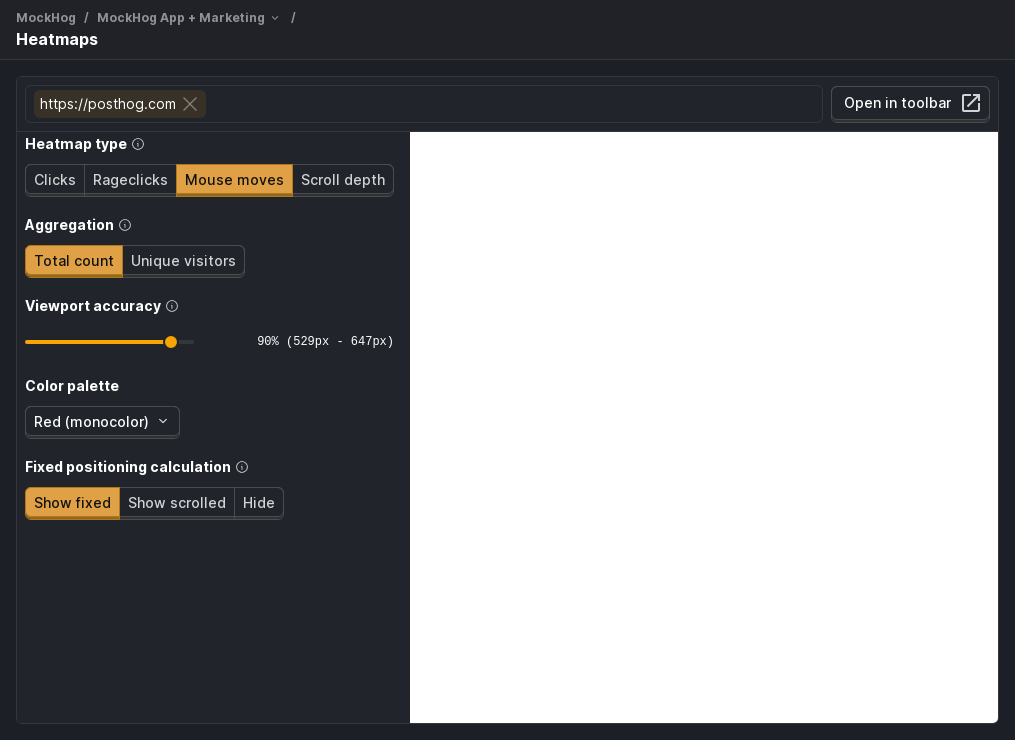 MockHog / MockHog App + Marketing /
Heatmaps
https://posthog.com
Open in toolbar
Heatmap type
Clicks Rageclicks Mouse moves Scroll depth
Aggregation
Total count Unique visitors
Viewport accuracy
90% (529px - 647px)
Color palette
Red (monocolor)
Fixed positioning calculation
Show fixed Show scrolled Hide